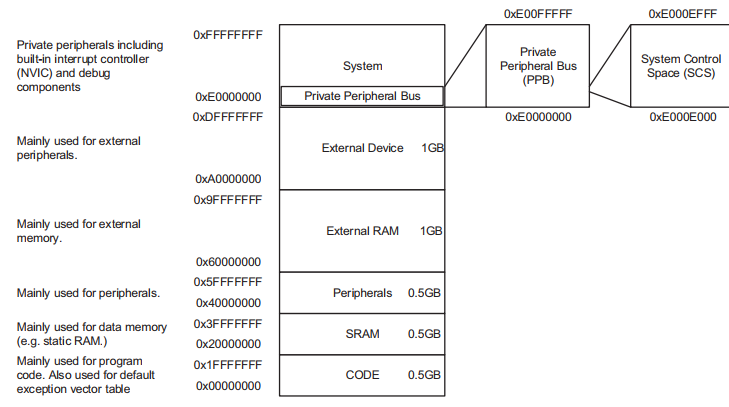 0xFFFFFFFF
0xE00FFFFF
0xE000EFFF
Private peripherals including
built-in interrupt controller
(NVIC) and debug
components
System
Private
Peripheral Bus
(PPB)
System Control
Space (SCS)
0xE0000000
Private Peripheral Bus
0xDFFFFFFF
0xE0000000
0xE000E000
Mainly used for external
peripherals.
External Device 1GB
0xA0000000
0x9FFFFFFF
Mainly used for external
memory.
External RAM 1GB
0x60000000
0x5FFFFFFF
Mainly used for peripherals.
Peripherals 0.5GB
0x40000000
0x3FFFFFFF
Mainly used for data memory
(e.g. static RAM.)
SRAM 0.5GB
0x20000000
0x1FFFFFFF
Mainly used for program
code. Also used for default
exception vector table
CODE 0.5GB
0x00000000